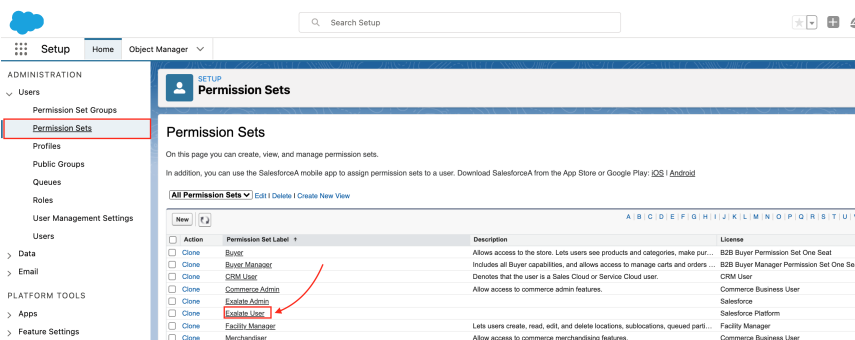 Search Setup
Setup Home Object Manager
ADMINISTRATION
Users
Permission Set Groups
Permission Sets
Profiles
Public Groups
Queues
Roles
User Management Settings
Users
Data
Email
PLATFORM TOOLS
Apps
Feature Settings
SETUP
Permission Sets
Permission Sets
On this page you can create, view, and manage permission sets.
In addition, you can use the SalesforceA mobile app to assign permission sets to a user. Download SalesforceA from the App Store or Google Play: iOS | Android
All Permission Sets Edit | Delete | Create New View
New A | B | C | D | E | F | G | H | I | J | K | L | M | N | O | P | Q | R | S | T | U |
Action Permission Set Label ↑ Description License
Clone Buyer Allows access to the store. Lets users see products and categories, make pur... B2B Buyer Permission Set One Seat
Clone Buyer Manager Includes all Buyer capabilities, and allows access to manage carts and orders ... B2B Buyer Manager Permission Set One Se
Clone CRM User Denotes that the user is a Sales Cloud or Service Cloud user. CRM User
Clone Commerce Admin Allow access to commerce admin features. Commerce Business User
Clone Exalate Admin Salesforce
Clone Exalate User Salesforce Platform
Clone Facility Manager Lets users create, read, edit, and delete locations, sublocations, queued parti... Facility Manager
Clone Merchandiser Allow access to commerce merchandising features. Commerce Business User